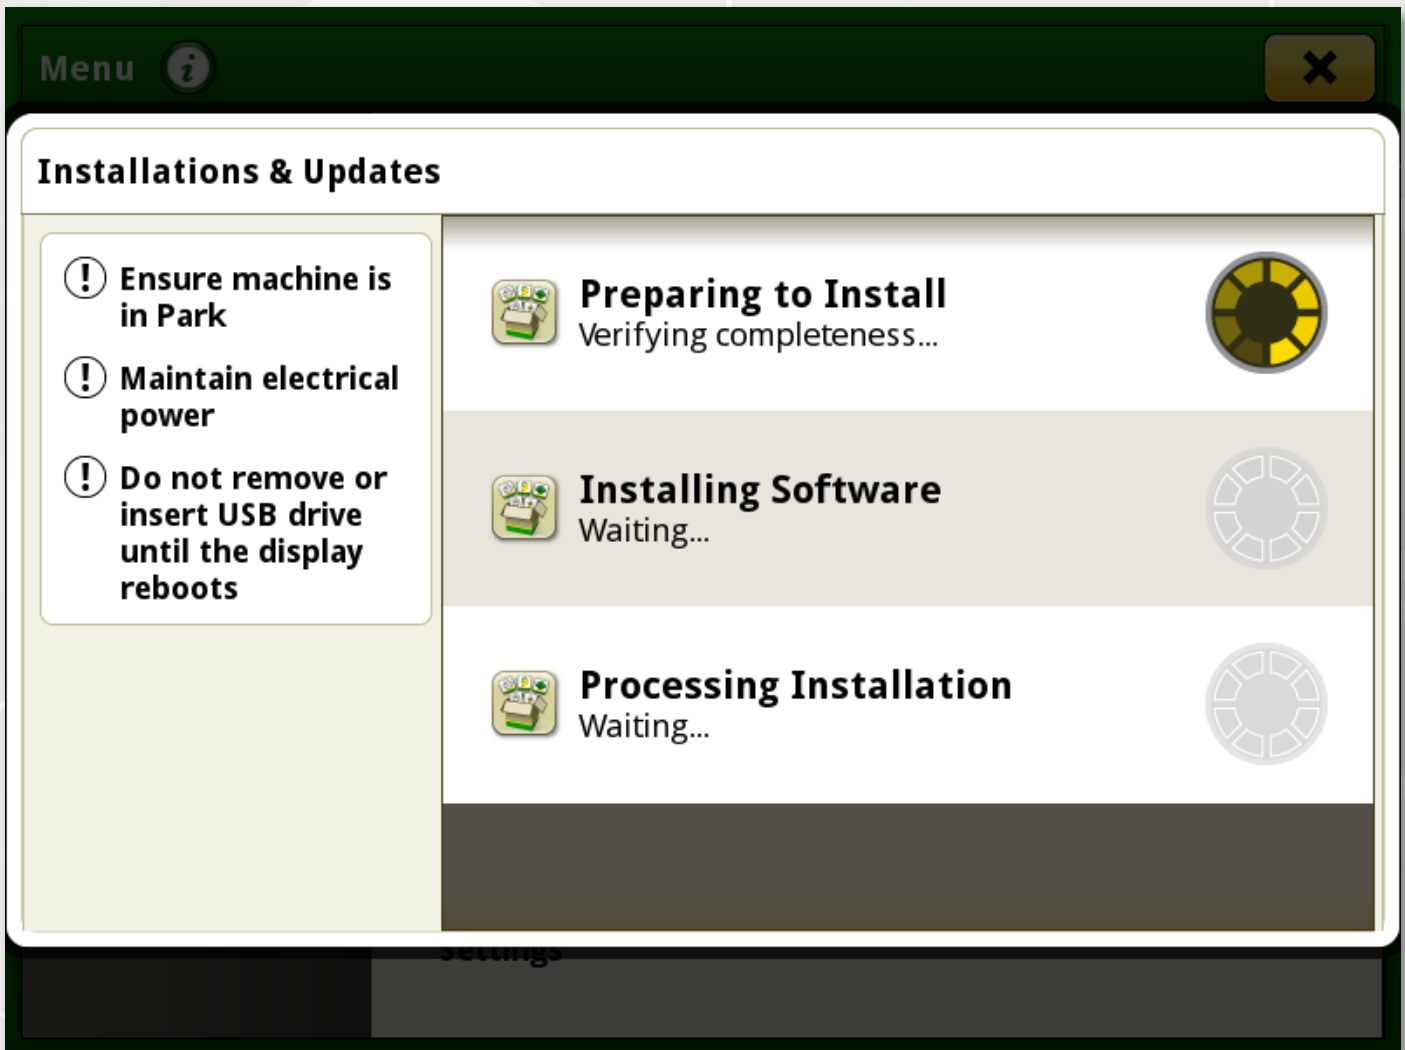 Menu
Installations & Updates
Ensure machine is
in Park
Maintain electrical
power
Do not remove or
insert USB drive
until the display
reboots
Preparing to Install
Verifying completeness...
Installing Software
Waiting...
Processing Installation
Waiting...
Settings